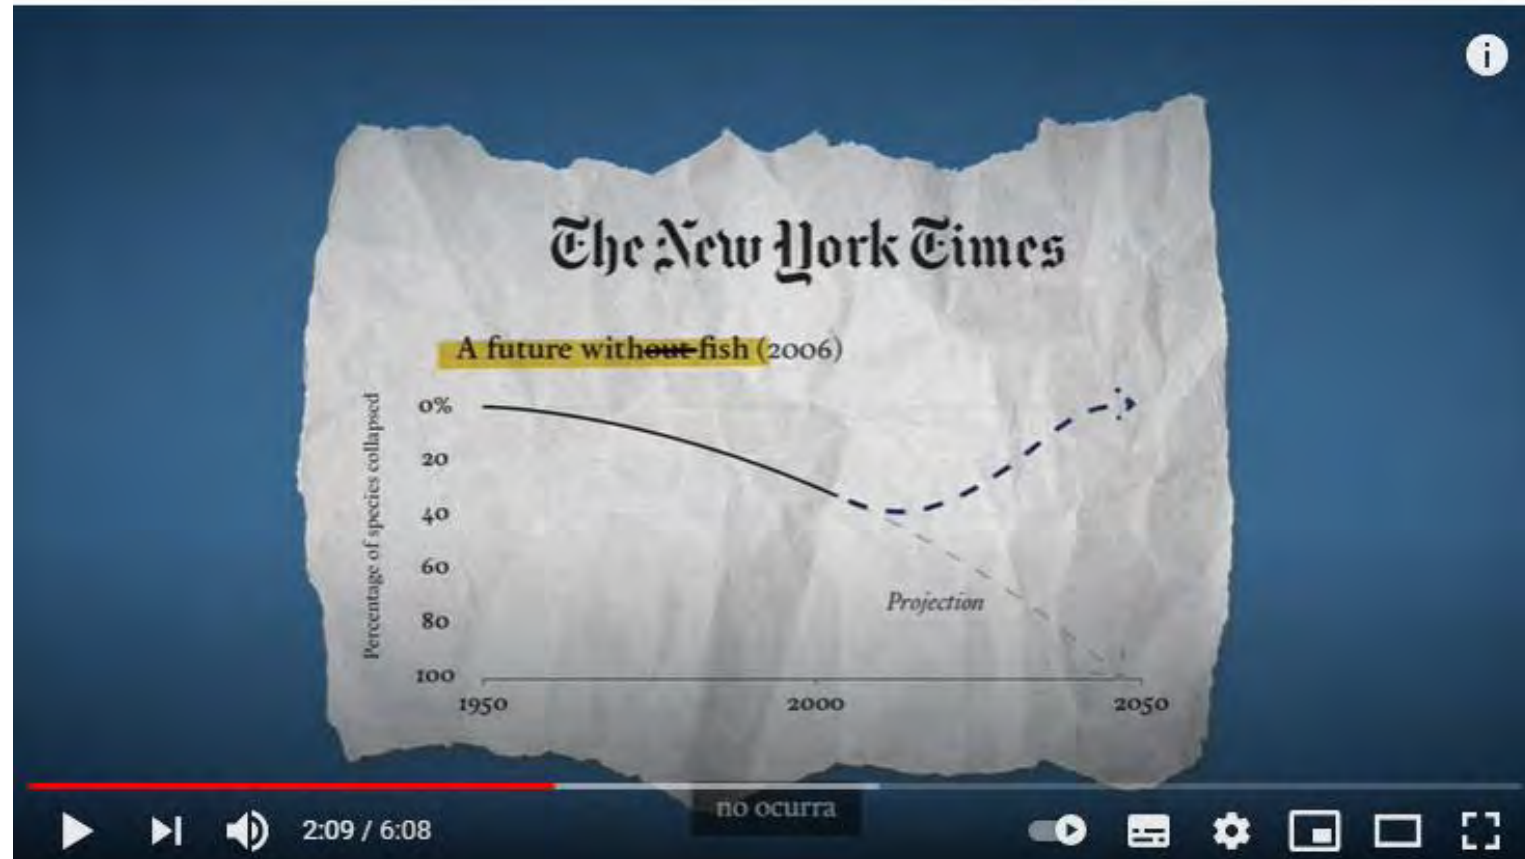 i
The New York Times
A future without fish (2006)
Percentage of species collapsed
0%
20
40
60
80
100
Projection
1950 2000 2050
no ocurra
2:09 / 6:08